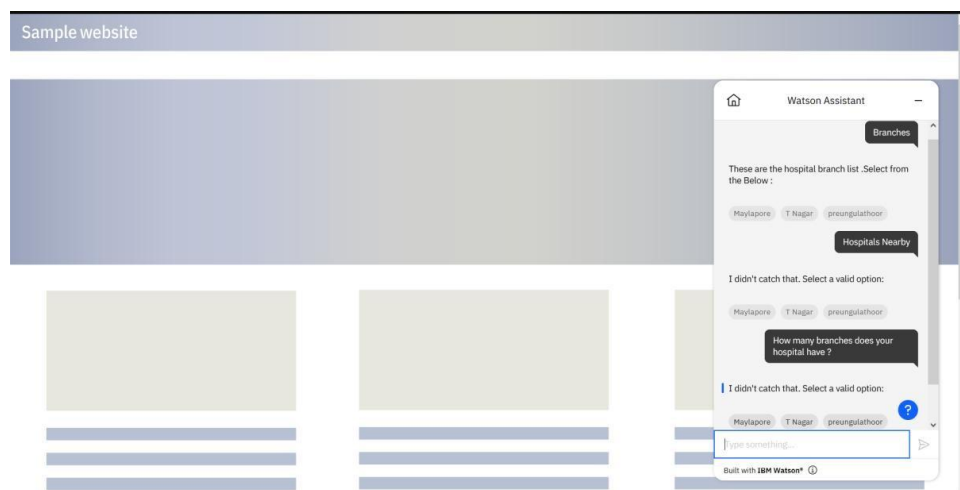 Sample website
Watson Assistant
Branches
These are the hospital branch list .Select from
the Below :
Maylapore T Nagar preungulathoor
Hospitals Nearby
I didn't catch that. Select a valid option:
Maylapore T Nagar preungulathoor
How many branches does your
hospital have ?
I didn't catch that. Select a valid option:
?
Maylapore T Nagar preungulathoor
Type something...
Built with IBM Watson®